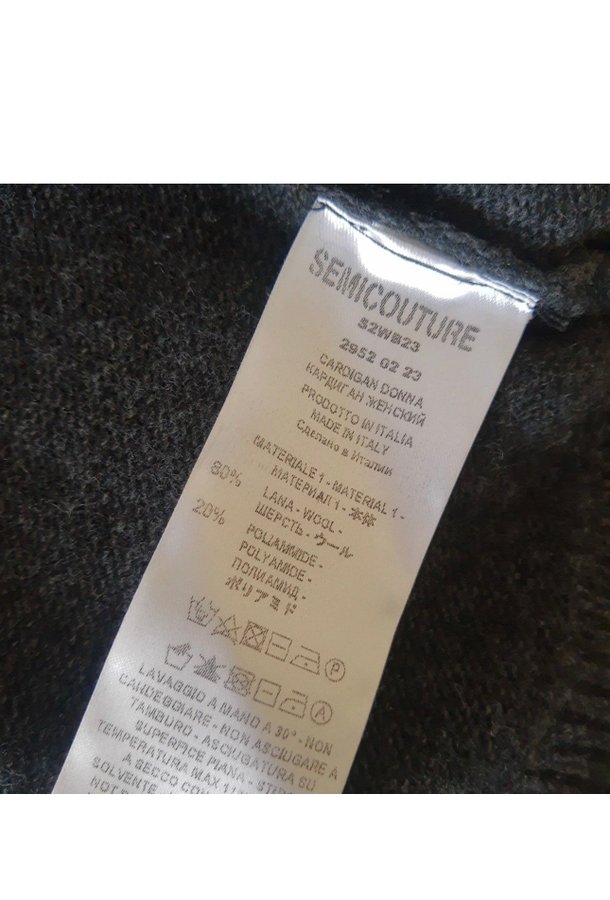 SEMICOUTURE
S2WB23
2952 02 23
CARDIGAN DONNA
КАРДИГАН ЖЕНСКИЙ
PRODOTTO IN ITALIA
MADE IN ITALY
Сделано в Италии
MATERIALE 1 - MATERIAL 1 -
МАТЕРИАЛ 1 - 本体
80% LANA - WOOL -
ШЕРСТЬ - ウール
20% POLIAMMIDE -
POLYAMIDE -
ПОЛИАМИД -
ポリアミド
P
A
LAVAGGIO A MANO A 30° - NON
CANDEGGIARE - NON ASCIUGARE A
TAMBURO - ASCIUGATURA SU
SUPERFICE PIANA -
TEMPERATURA MAX
A SECCO
SOLVENTE
NOT